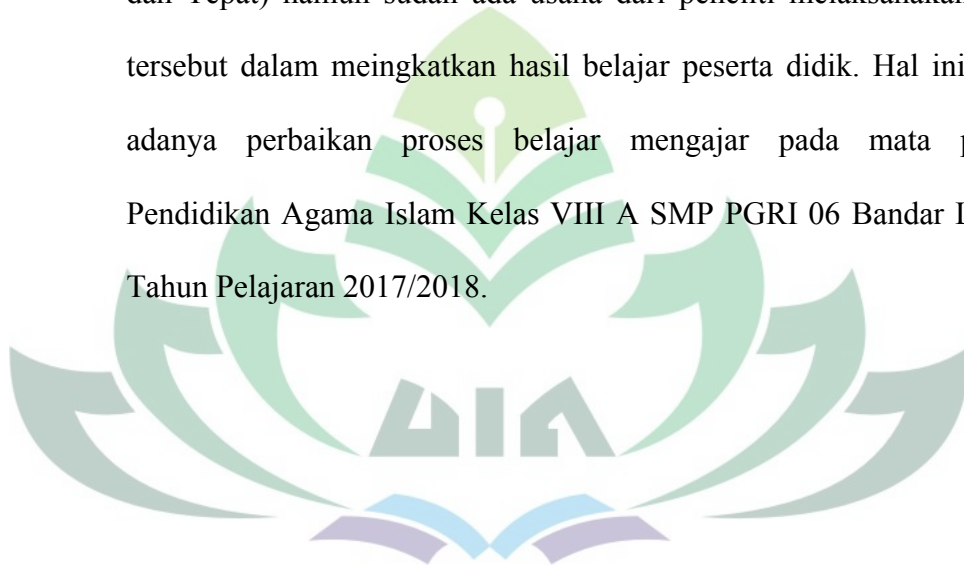 dan Tepat) namun sudah ada usaha dari peneliti melaksanakan
tersebut dalam meingkatkan hasil belajar peserta didik. Hal ini
adanya perbaikan proses belajar mengajar pada mata
Pendidikan Agama Islam Kelas VIII A SMP PGRI 06 Bandar
Tahun Pelajaran 2017/2018.
UIN